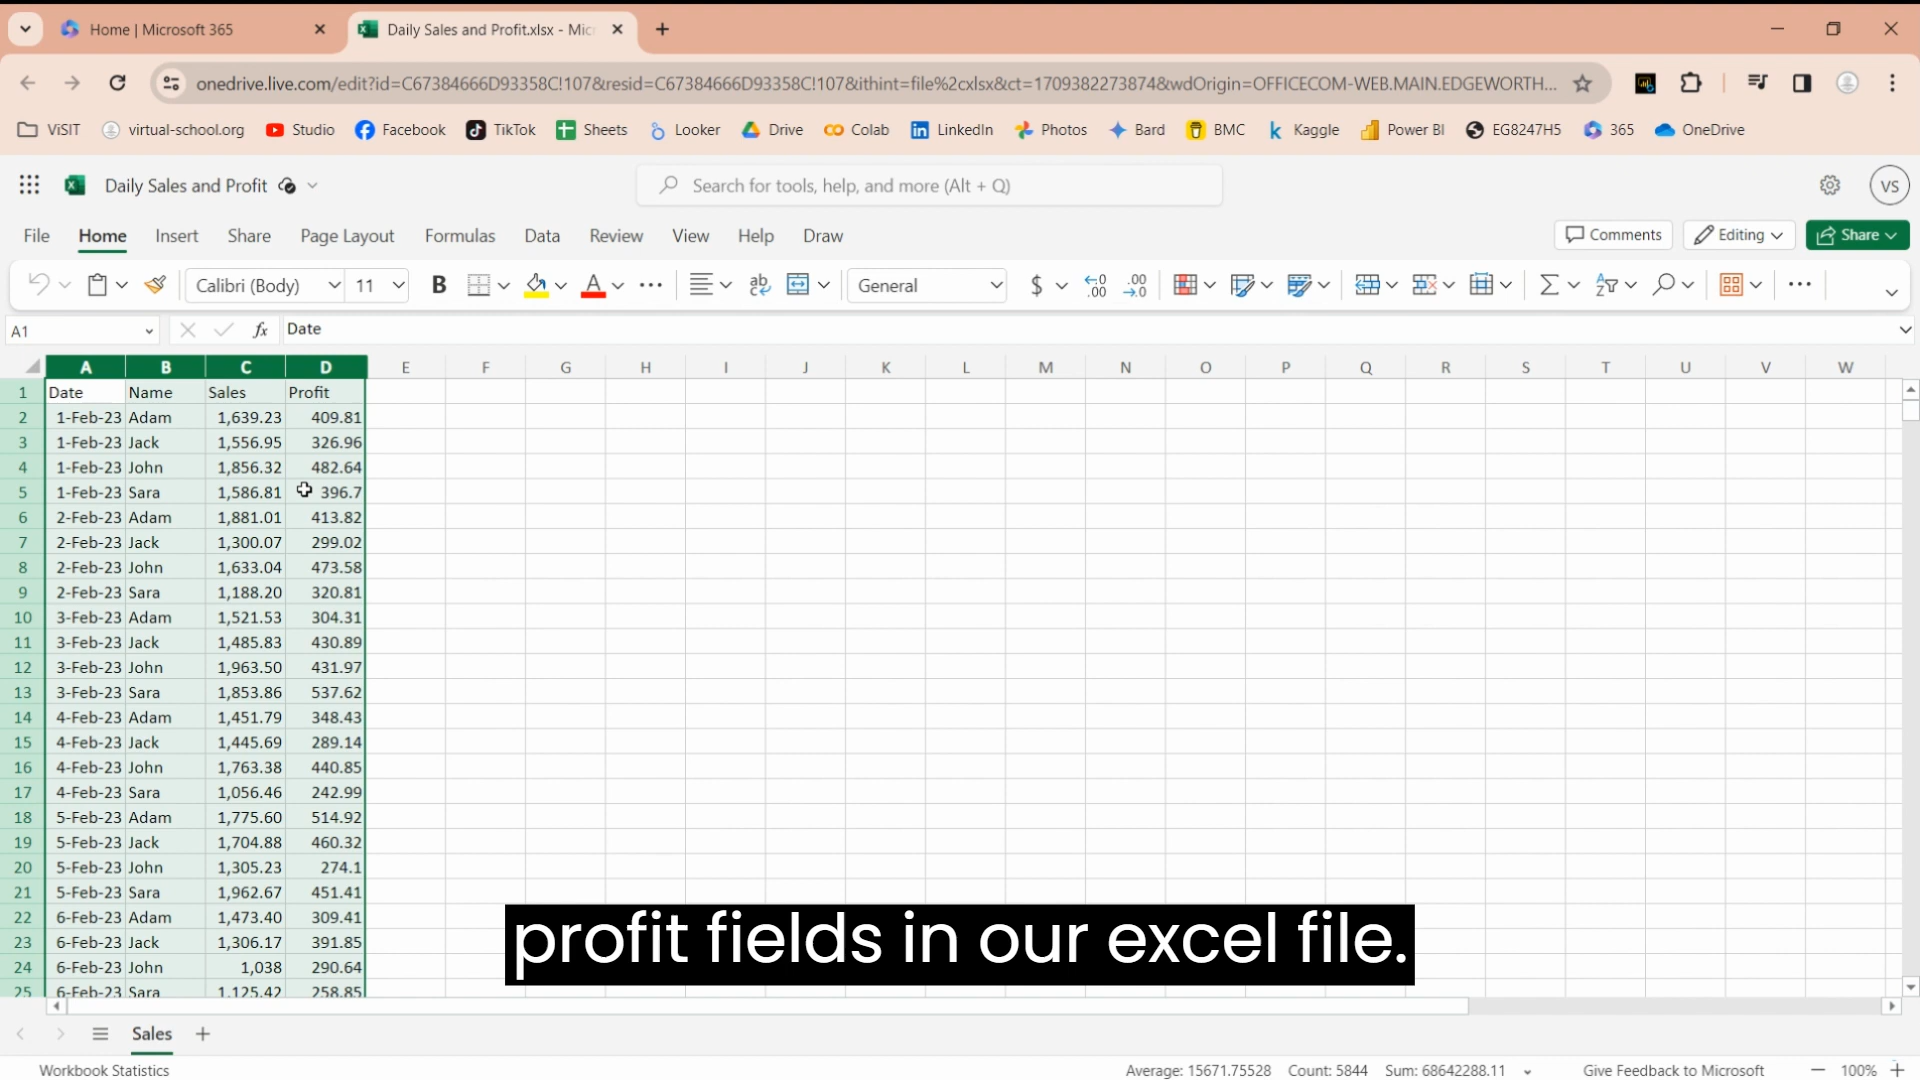 Home | Microsoft 365
Daily Sales and Profit.xlsx - Mic
onedrive.live.com/edit?id=C67384666D93358C!107&resid=C67384666D93358C!107&ithint=file%2cxlsx&ct=1709382273874&wdOrigin=OFFICECOM-WEB.MAIN.EDGEWORTH...
ViSIT virtual-school.org Studio Facebook TikTok Sheets Looker Drive Colab LinkedIn Photos Bard BMC Kaggle Power BI EG8247H5 365 OneDrive
Daily Sales and Profit Search for tools, help, and more (Alt + Q) VS
File Home Insert Share Page Layout Formulas Data Review View Help Draw Comments Editing Share
Calibri (Body) 11 B A ab General $ .00 .00
A1 fx Date
A B C D E F G H I J K L M N O P Q R S T U V W
1 Date Name Sales Profit
2 1-Feb-23 Adam 1,639.23 409.81
3 1-Feb-23 Jack 1,556.95 326.96
4 1-Feb-23 John 1,856.32 482.64
5 1-Feb-23 Sara 1,586.81 396.7
6 2-Feb-23 Adam 1,881.01 413.82
7 2-Feb-23 Jack 1,300.07 299.02
8 2-Feb-23 John 1,633.04 473.58
9 2-Feb-23 Sara 1,188.20 320.81
10 3-Feb-23 Adam 1,521.53 304.31
11 3-Feb-23 Jack 1,485.83 430.89
12 3-Feb-23 John 1,963.50 431.97
13 3-Feb-23 Sara 1,853.86 537.62
14 4-Feb-23 Adam 1,451.79 348.43
15 4-Feb-23 Jack 1,445.69 289.14
16 4-Feb-23 John 1,763.38 440.85
17 4-Feb-23 Sara 1,056.46 242.99
18 5-Feb-23 Adam 1,775.60 514.92
19 5-Feb-23 Jack 1,704.88 460.32
20 5-Feb-23 John 1,305.23 274.1
21 5-Feb-23 Sara 1,962.67 451.41
22 6-Feb-23 Adam 1,473.40 309.41
23 6-Feb-23 Jack 1,306.17 391.85
24 6-Feb-23 John 1,038 290.64
25 6-Feb-23 Sara 1,125.42 258.85
profit fields in our excel file.
Sales
Workbook Statistics Average: 15671.75528 Count: 5844 Sum: 68642288.11 Give Feedback to Microsoft 100%